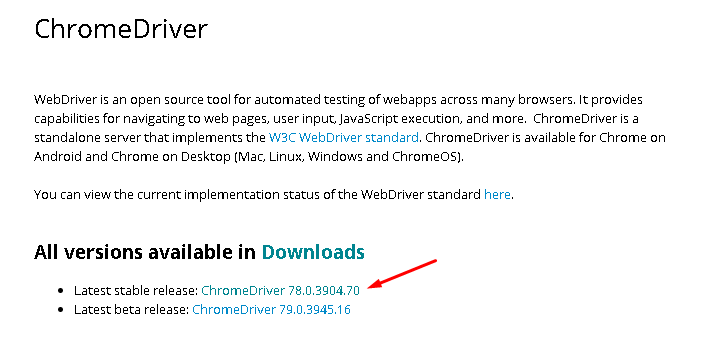 ChromeDriver
WebDriver is an open source tool for automated testing of webapps across many browsers. It provides
capabilities for navigating to web pages, user input, JavaScript execution, and more.  ChromeDriver is a
standalone server that implements the W3C WebDriver standard. ChromeDriver is available for Chrome on
Android and Chrome on Desktop (Mac, Linux, Windows and ChromeOS).
You can view the current implementation status of the WebDriver standard here.
All versions available in Downloads
• Latest stable release: ChromeDriver 78.0.3904.70
• Latest beta release: ChromeDriver 79.0.3945.16